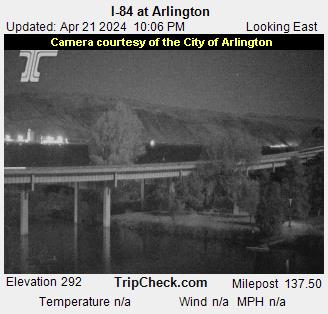 I-84 at Arlington
Updated: Apr 21 2024 10:06 PM Looking East
Camera courtesy of the City of Arlington
Elevation 292 TripCheck.com Milepost 137.50
Temperature n/a Wind n/a MPH n/a